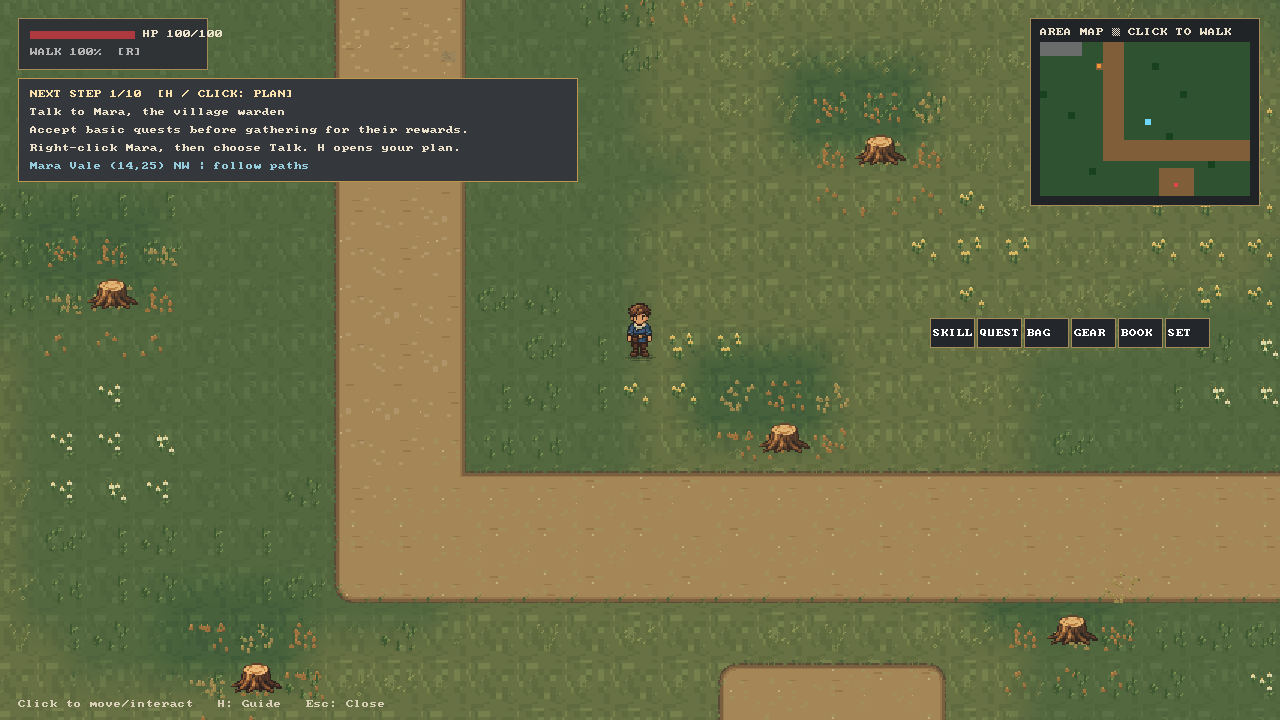 HP 100/100
WALK 100% [R]
NEXT STEP 1/10 [H / CLICK: PLAN]
Talk to Mara, the village warden
Accept basic quests before gathering for their rewards.
Right-click Mara, then choose Talk. H opens your plan.
Mara Vale (14,25) NW ¦ follow paths
AREA MAP ▒ CLICK TO WALK
SKILL QUEST BAG GEAR BOOK SET
Click to move/interact H: Guide Esc: Close